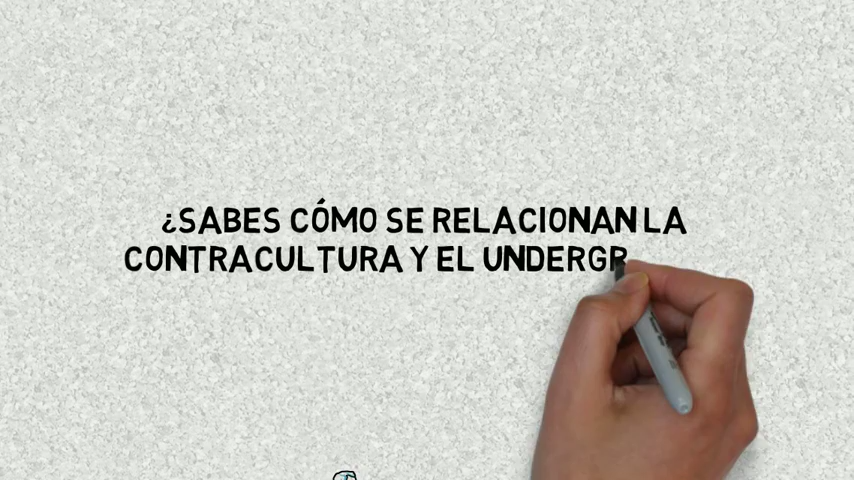 ¿SABES CÓMO SE RELACIONAN LA
CONTRACULTURA Y EL UNDERGR